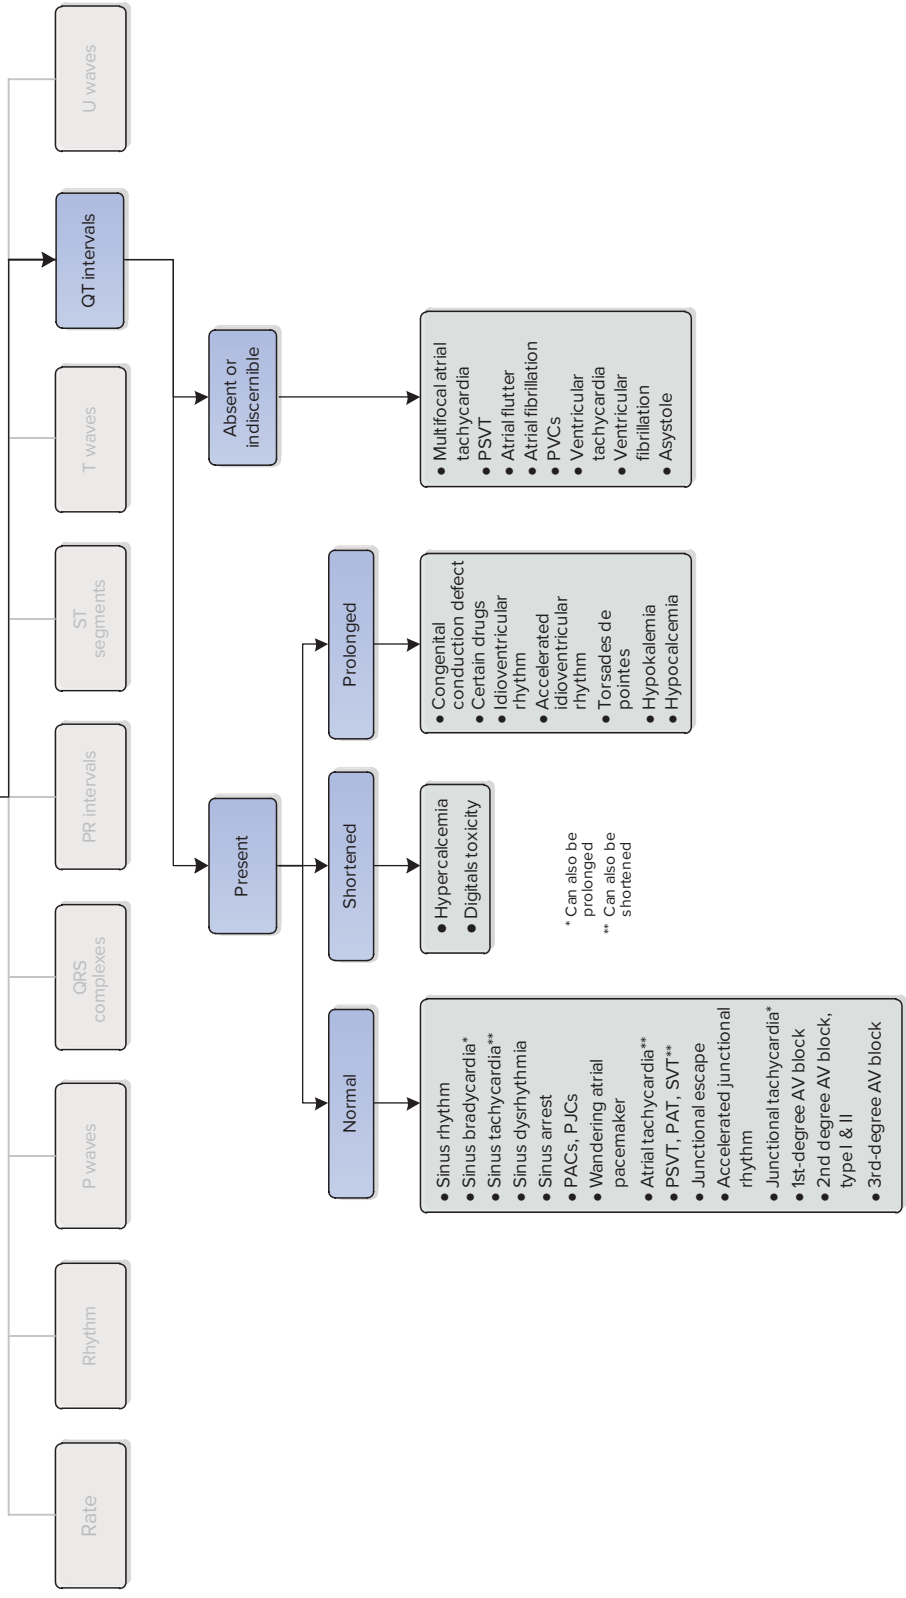 Rate
Rhythm
P waves
QRS
complexes
PR intervals
ST
segments
T waves
QT intervals
U waves
Present
Absent or
indiscernible
Normal
Shortened
Prolonged
• Sinus rhythm
• Sinus bradycardia*
• Sinus tachycardia**
• Sinus dysrhythmia
• Sinus arrest
• PACs, PJCs
• Wandering atrial
pacemaker
• Atrial tachycardia**
• PSVT, PAT, SVT**
• Junctional escape
• Accelerated junctional
rhythm
• Junctional tachycardia*
• 1st-degree AV block
• 2nd degree AV block,
type I & II
• 3rd-degree AV block
• Hypercalcemia
• Digitals toxicity
• Congenital
conduction defect
• Certain drugs
• Idioventricular
rhythm
• Accelerated
idioventricular
rhythm
• Torsades de
pointes
• Hypokalemia
• Hypocalcemia
• Multifocal atrial
tachycardia
• PSVT
• Atrial flutter
• Atrial fibrillation
• PVCs
• Ventricular
tachycardia
• Ventricular
fibrillation
• Asystole
* Can also be
prolonged
** Can also be
shortened